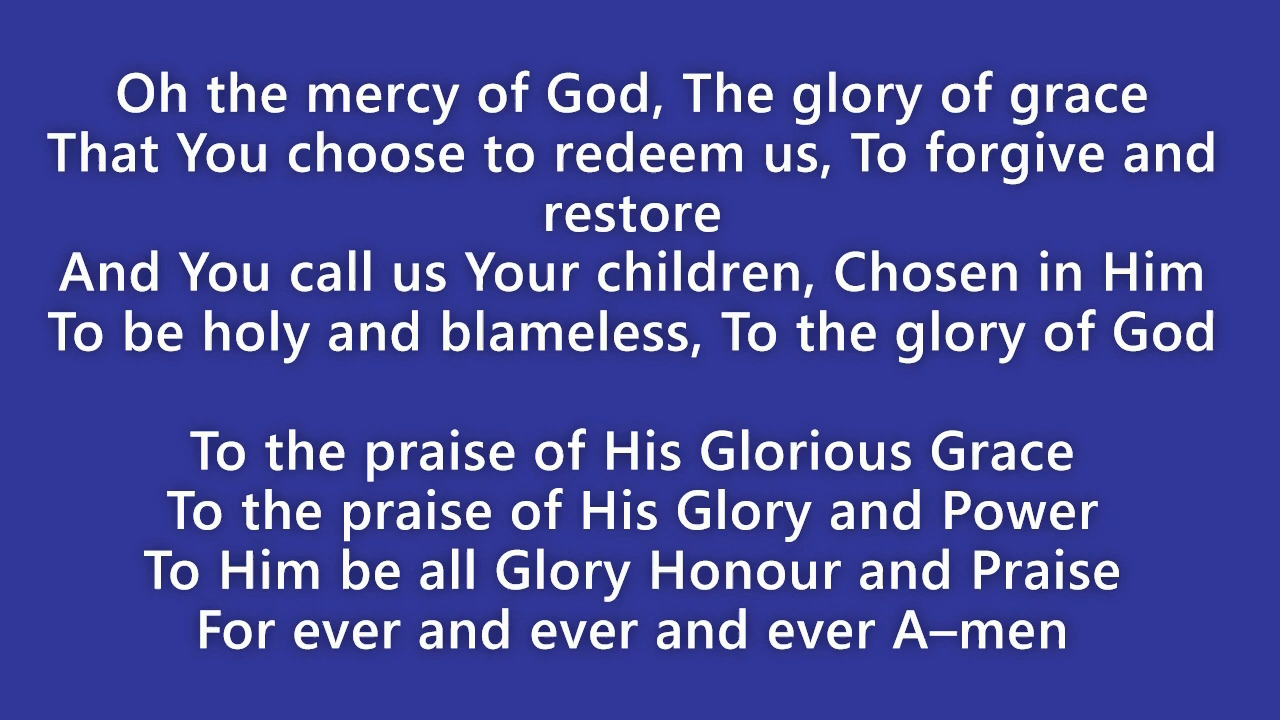 Oh the mercy of God, The glory of grace
That You choose to redeem us, To forgive and
restore
And You call us Your children, Chosen in Him
To be holy and blameless, To the glory of God

To the praise of His Glorious Grace
To the praise of His Glory and Power
To Him be all Glory Honour and Praise
For ever and ever and ever A–men